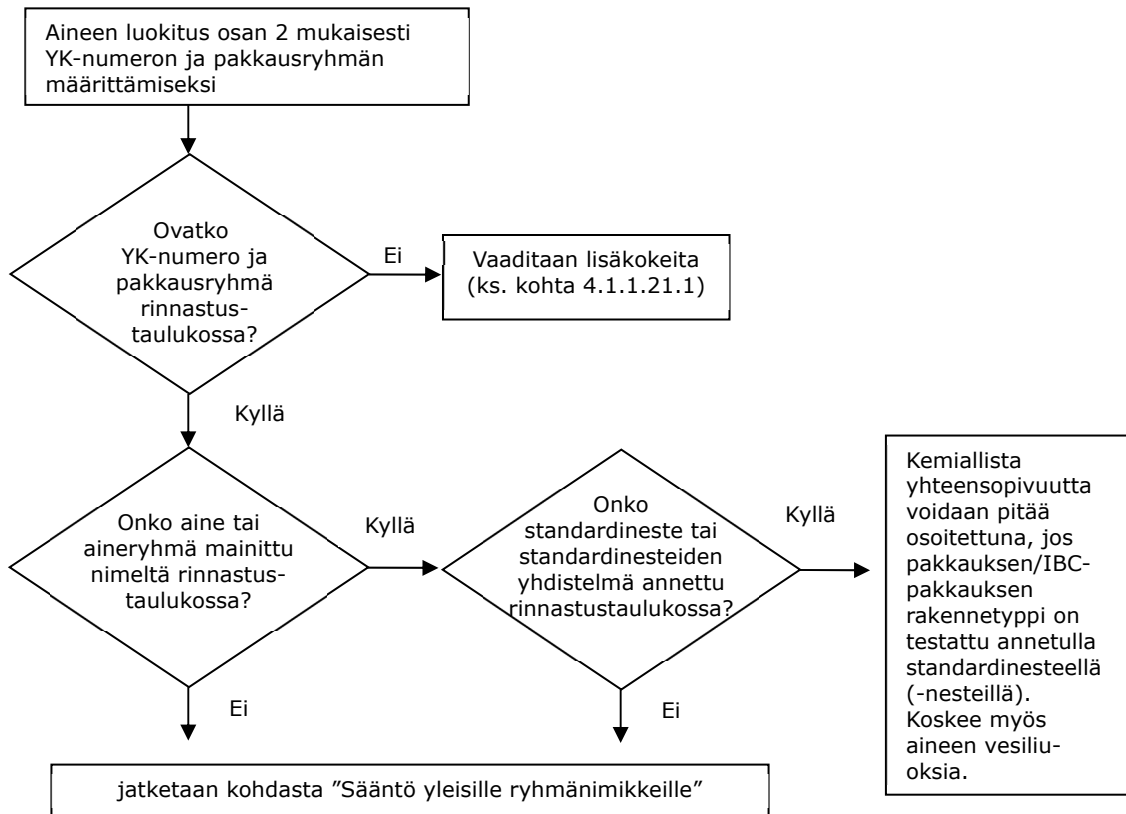 Aineen luokitus osan 2 mukaisesti
YK-numeron ja pakkausryhmän
määrittämiseksi
Ovatko
YK-numero ja
pakkausryhmä
rinnastus-
taulukossa?
Ei
Vaaditaan lisäkokeita
(ks. kohta 4.1.1.21.1)
Kyllä
Onko aine tai
aineryhmä mainittu
nimeltä rinnastus-
taulukossa?
Kyllä
Onko
standardineste tai
standardinesteiden
yhdistelmä annettu
rinnastustaulukossa?
Kyllä
Kemiallista
yhteensopivuutta
voidaan pitää
osoitettuna, jos
pakkauksen/IBC-
pakkauksen
rakennetyppi on
testattu annetulla
standardinesteellä
(-nesteillä).
Koskee myös
aineen vesiliu-
oksia.
Ei
Ei
jatketaan kohdasta ”Sääntö yleisille ryhmänimikkeille”